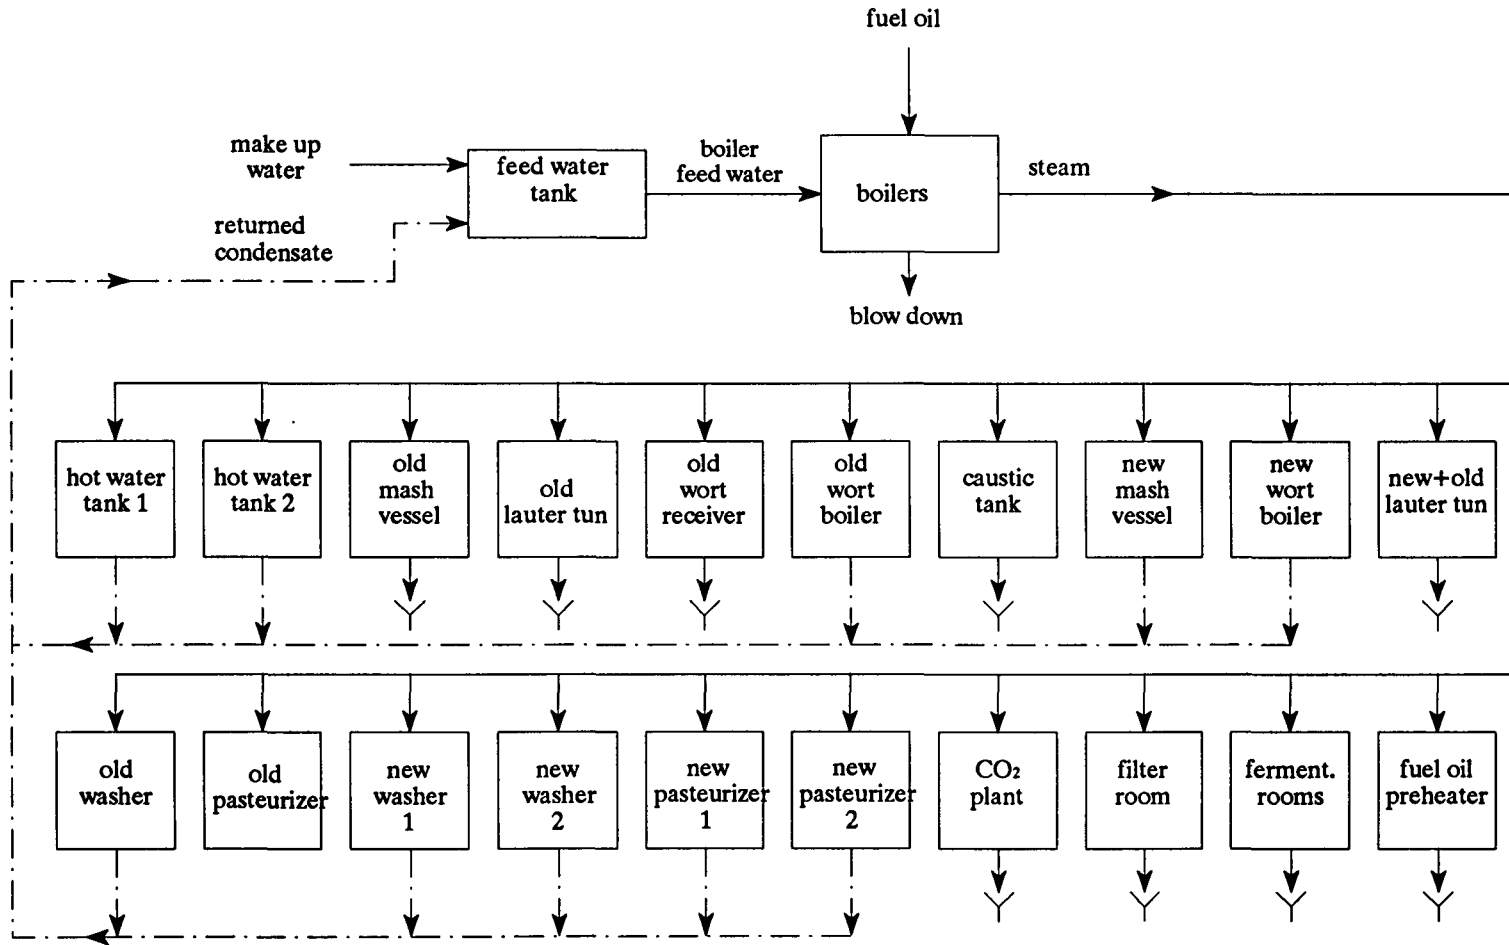 fuel oil
make up
water
feed water
tank
boiler
feed water
boilers
steam
returned
condensate
blow down
hot water
tank 1
hot water
tank 2
old
mash
vessel
old
lauter tun
old
wort
receiver
old
wort
boiler
caustic
tank
new
mash
vessel
new
wort
boiler
new+old
lauter tun
old
washer
old
pasteurizer
new
washer
1
new
washer
2
new
pasteurizer
1
new
pasteurizer
2
CO₂
plant
filter
room
ferment.
rooms
fuel oil
preheater